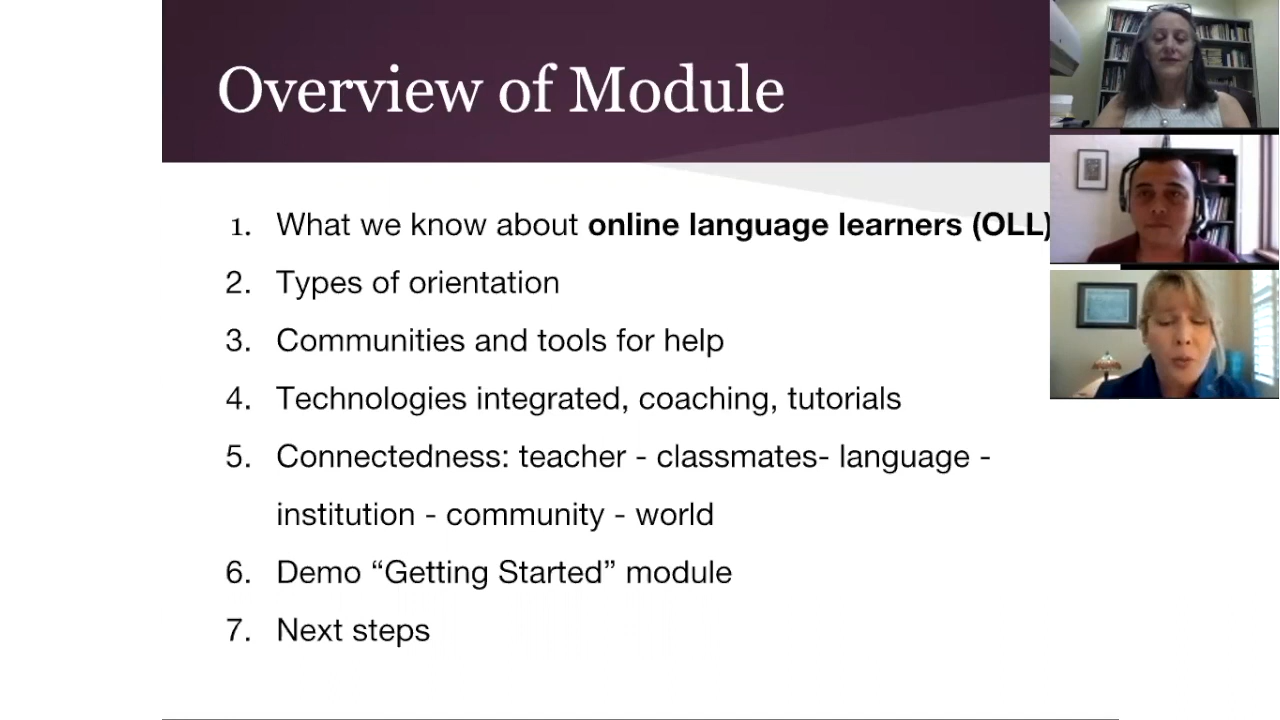 Overview of Module
1. What we know about online language learners (OLL)
2. Types of orientation
3. Communities and tools for help
4. Technologies integrated, coaching, tutorials
5. Connectedness: teacher - classmates- language -
institution - community - world
6. Demo “Getting Started” module
7. Next steps